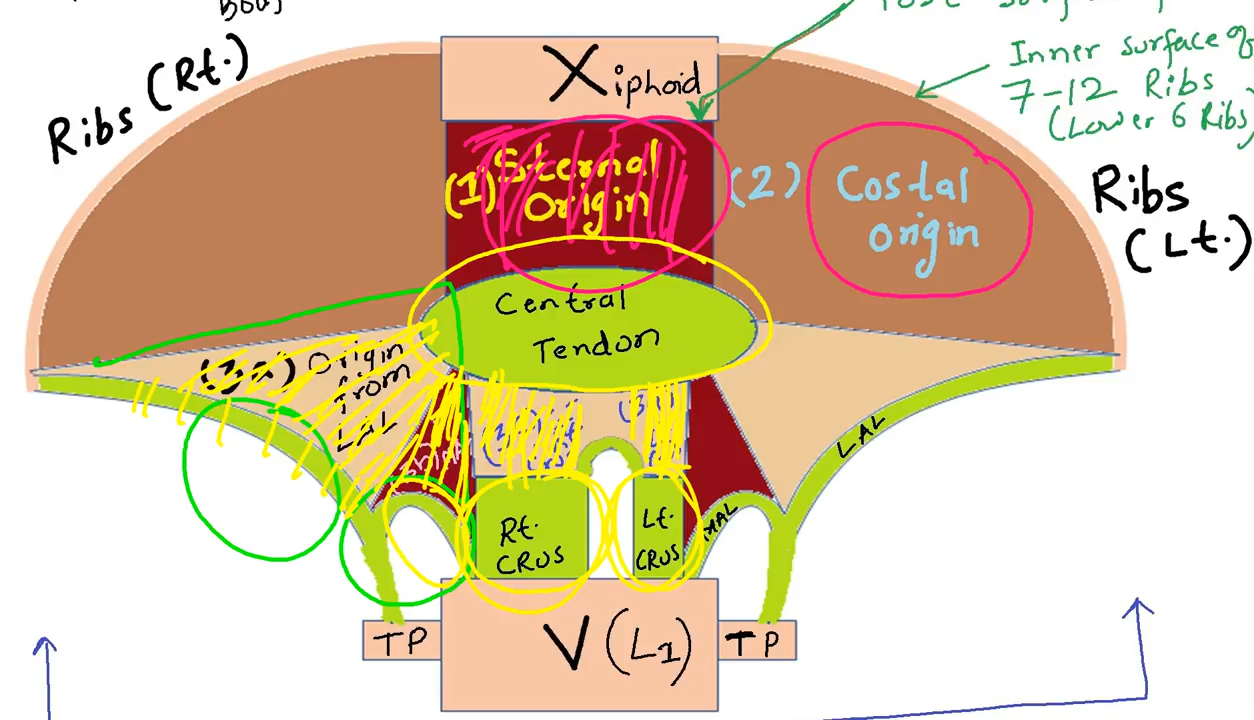 Ribs (Rt.)
Xiphoid
Inner surface of
7-12 Ribs
(Lower 6 Ribs)
(1) Sternal
Origin
(2) Costal
Origin
Ribs
(Lt.)
Central
Tendon
Origin
from
LAL
LAL
MAL
Rt.
CRUS
Lt.
CRUS
TP
V (L1)
TP